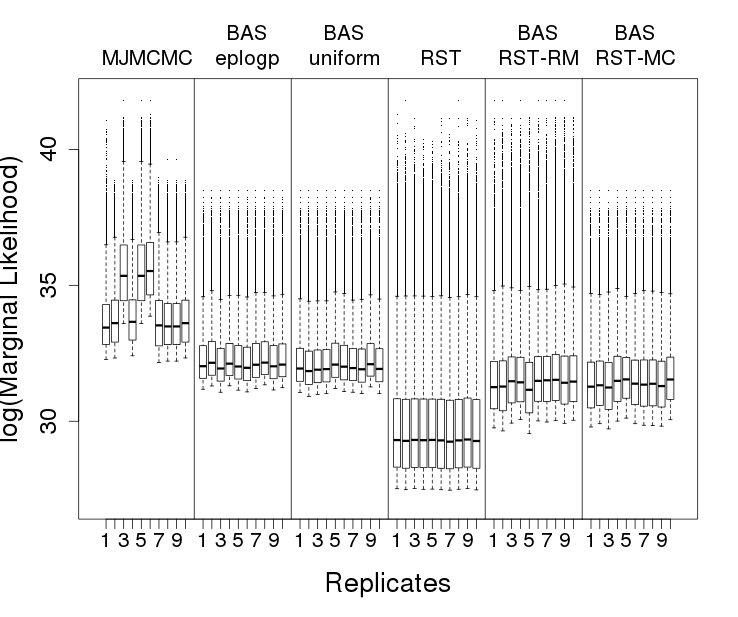 BAS BAS BAS BAS
MJMCMC eplogp uniform RST RST-RM RST-MC
log(Marginal Likelihood)
40
35
30
1 3 5 7 9 1 3 5 7 9 1 3 5 7 9 1 3 5 7 9 1 3 5 7 9 1 3 5 7 9
Replicates